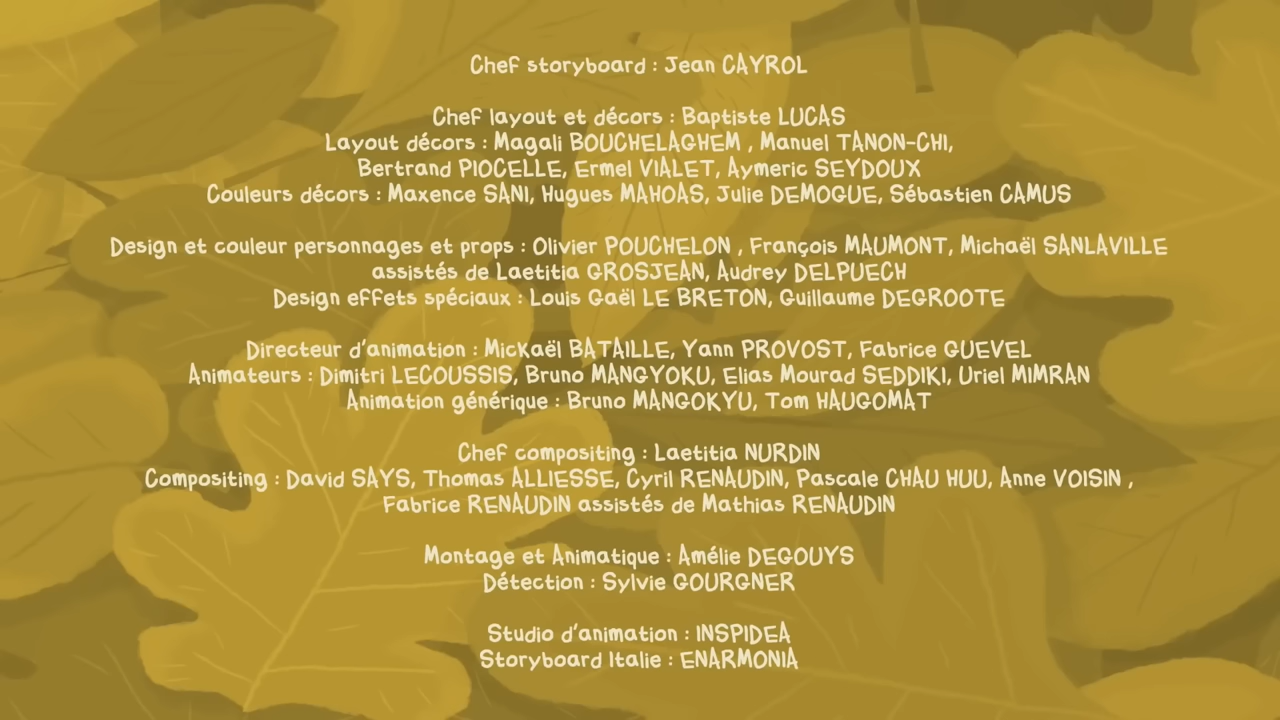 Chef storyboard : Jean CAYROL
Chef layout et décors : Baptiste LUCAS
Layout décors : Magali BOUCHELAGHEM , Manuel TANON-CHI,
Bertrand PIOCELLE, Ermel VIALET, Aymeric SEYDOUX
Couleurs décors : Maxence SANI, Hugues MAHOAS, Julie DEMOGUE, Sébastien CAMUS
Design et couleur personnages et props : Olivier POUCHELON , François MAUMONT, Michaël SANLAVILLE
assistés de Laetitia GROSJEAN, Audrey DELPUECH
Design effets spéciaux : Louis Gaël LE BRETON, Guillaume DEGROOTE
Directeur d'animation : Mickaël BATAILLE, Yann PROVOST, Fabrice GUEVEL
Animateurs : Dimitri LECOUSSIS, Bruno MANGYOKU, Elias Mourad SEDDIKI, Uriel MIMRAN
Animation générique : Bruno MANGOKYU, Tom HAUGOMAT
Chef compositing : Laetitia NURDIN
Compositing : David SAYS, Thomas ALLIESSE, Cyril RENAUDIN, Pascale CHAU HUU, Anne VOISIN ,
Fabrice RENAUDIN assistés de Mathias RENAUDIN
Montage et Animatique : Amélie DEGOUYS
Détection : Sylvie GOURGNER
Studio d'animation : INSPIDEA
Storyboard Italie : ENARMONIA